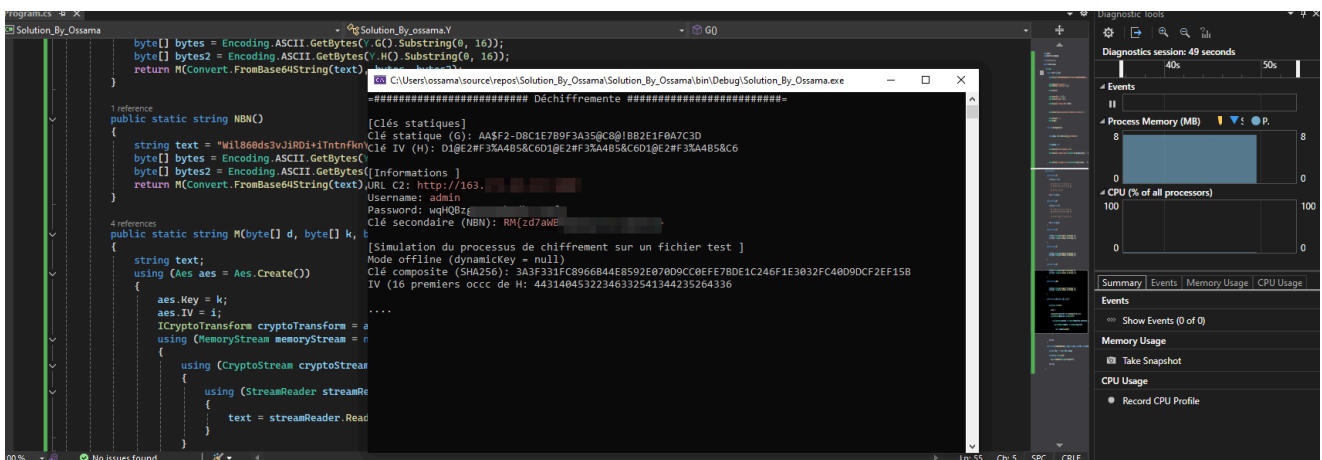 Program.cs
Solution_By_Ossama
Solution_By_ossama.Y
G()
byte[] bytes = Encoding.ASCII.GetBytes(Y.G().Substring(0, 16));
byte[] bytes2 = Encoding.ASCII.GetBytes(Y.H().Substring(0, 16));
return M(Convert.FromBase64String(text),
}
1 reference
public static string NBN()
{
string text = "Wil860ds3vJiRDi+iTntnfkn
byte[] bytes = Encoding.ASCII.GetBytes(Y
byte[] bytes2 = Encoding.ASCII.GetBytes(
return M(Convert.FromBase64String(text),
}
4 references
public static string M(byte[] d, byte[] k, b
{
string text;
using (Aes aes = Aes.Create())
{
aes.Key = k;
aes.IV = i;
ICryptoTransform cryptoTransform = a
using (MemoryStream memoryStream = n
{
using (CryptoStream cryptoStream
{
using (StreamReader streamRe
{
text = streamReader.Read
}
}
No issues found
C:\Users\ossama\source\repos\Solution_By_Ossama\Solution_By_Ossama\bin\Debug\Solution_By_Ossama.exe
=######################### Déchiffremente #########################=
[Clés statiques]
Clé statique (G): AA$F2-D8C1E7B9F3A35@C8@!BB2E1F0A7C3D
Clé IV (H): D1@E2#F3%A4B5&C6D1@E2#F3%A4B5&C6D1@E2#F3%A4B5&C6
[Informations ]
URL C2: http://163.
Username: admin
Password: wqHQBz
Clé secondaire (NBN): RM{zd7aWB
[Simulation du processus de chiffrement sur un fichier test ]
Mode offline (dynamicKey = null)
Clé composite (SHA256): 3A3F331FC8966B44E8592E070D9CC0EFE7BDE1C246F1E3032FC40D9DCF2EF15B
IV (16 premiers occc de H: 44314045322346332541344235264336
....
Ln: 55 Ch: 5 SPC CRLF
Diagnostic Tools
Diagnostics session: 49 seconds
40s 50s
Events
Process Memory (MB) P.
8 8
0 0
CPU (% of all processors)
100 100
0 0
Summary Events Memory Usage CPU Usage
Events
Show Events (0 of 0)
Memory Usage
Take Snapshot
CPU Usage
Record CPU Profile